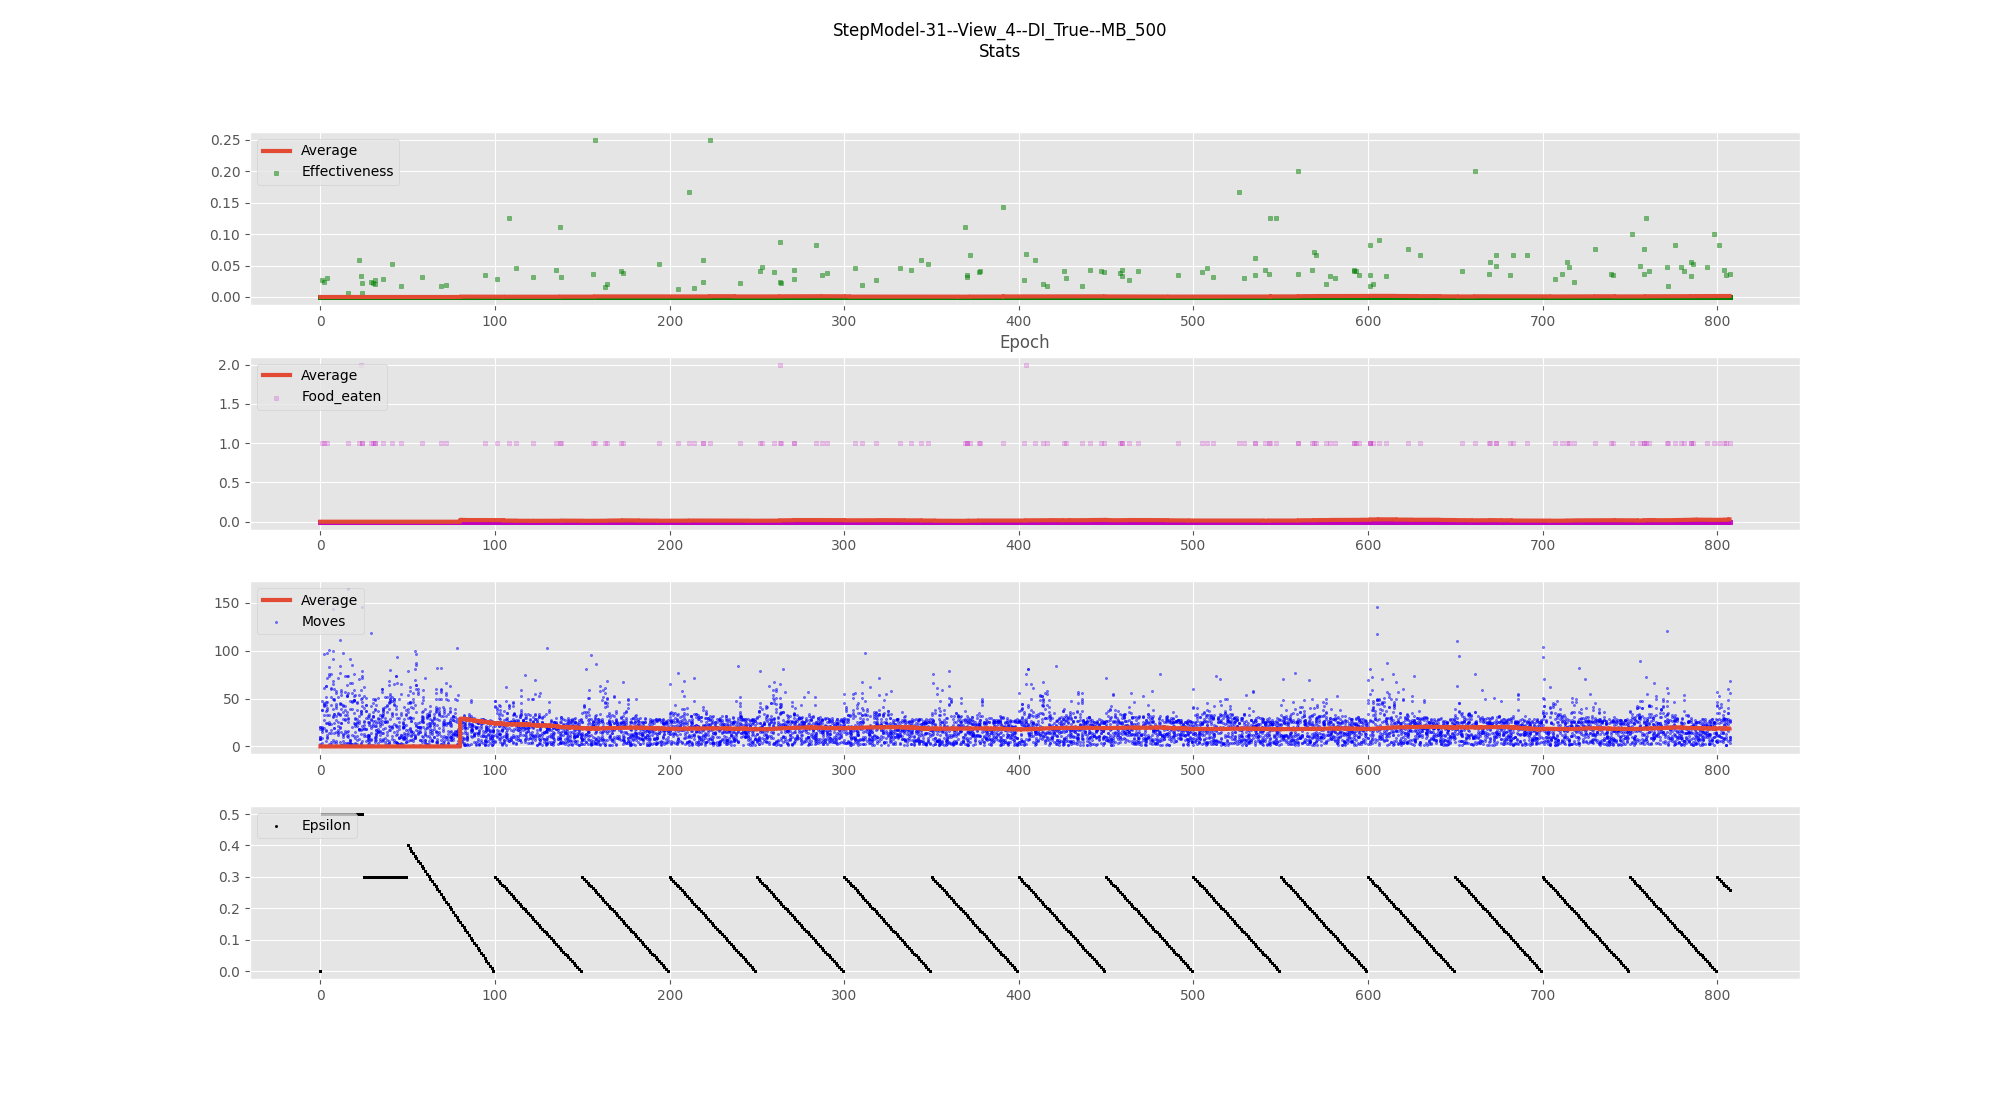 StepModel-31--View_4--DI_True--MB_500
Stats
0.25
0.20
0.15
0.10
0.05
0.00
Average
Effectiveness
0 100 200 300 400 500 600 700 800
Epoch
2.0
1.5
1.0
0.5
0.0
Average
Food_eaten
0 100 200 300 400 500 600 700 800
150
100
50
0
Average
Moves
0 100 200 300 400 500 600 700 800
0.5
0.4
0.3
0.2
0.1
0.0
Epsilon
0 100 200 300 400 500 600 700 800